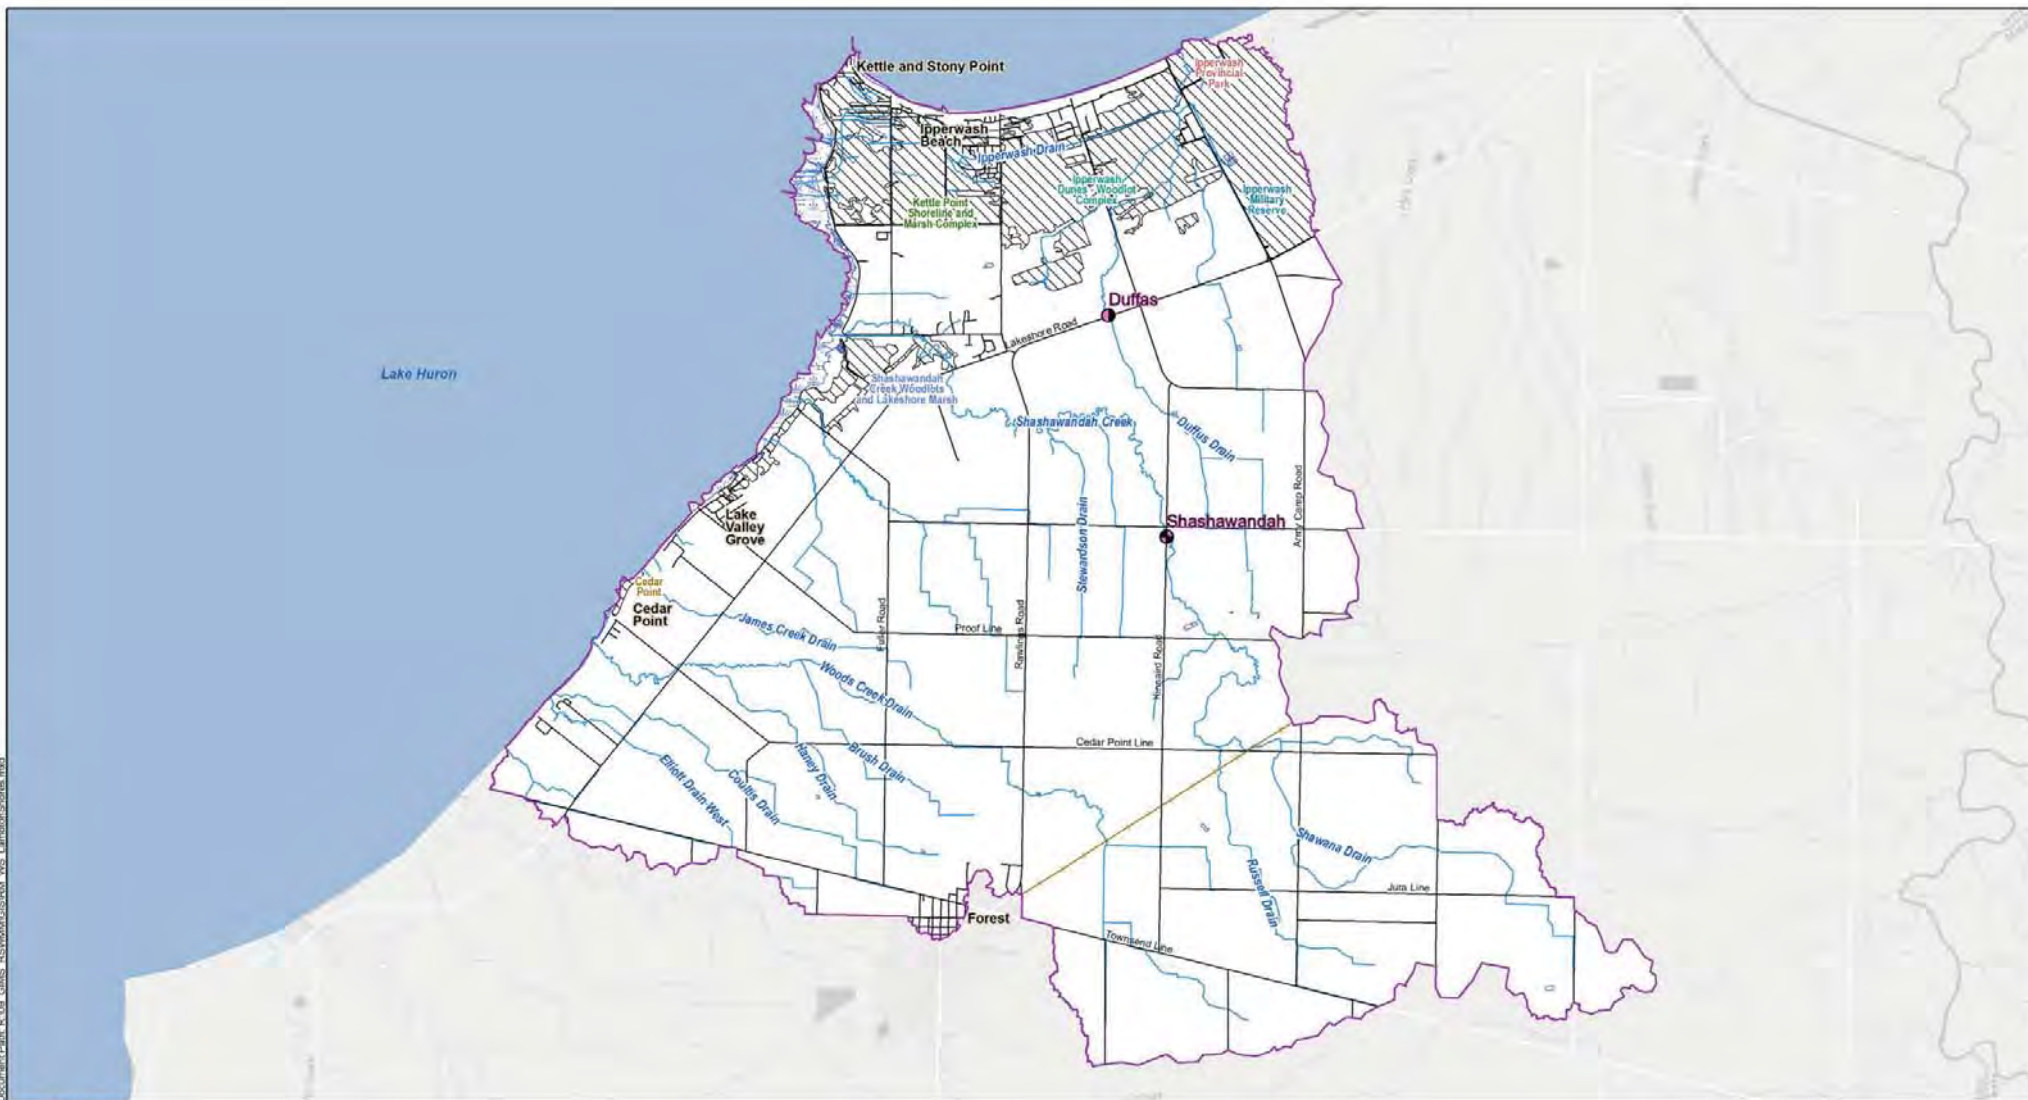 Kettle and Stony Point
Ipperwash
Provincial
Park
Ipperwash
Beach
Ipperwash Drain
Ipperwash
Dunes - Woodlot
Complex
Ipperwash
Military
Reserve
Kettle Point
Shoreline and
Marsh Complex
Duffas
Lakeshore Road
Lake Huron
Shashawandah
Creek Woodlots
and Lakeshore Marsh
Shashawandah Creek
Duffus Drain
Army Camp Road
Stewardson Drain
Lake
Valley
Grove
Shashawandah
Cedar
Point
Cedar
Point
James Creek Drain
Fuller Road
Proof Line
Rawlings Road
Kinnaird Road
Woods Creek Drain
Cedar Point Line
Haney Drain
Brush Drain
Elliott Drain West
Coultis Drain
Shawana Drain
Russell Drain
Jura Line
Forest
Townsend Line